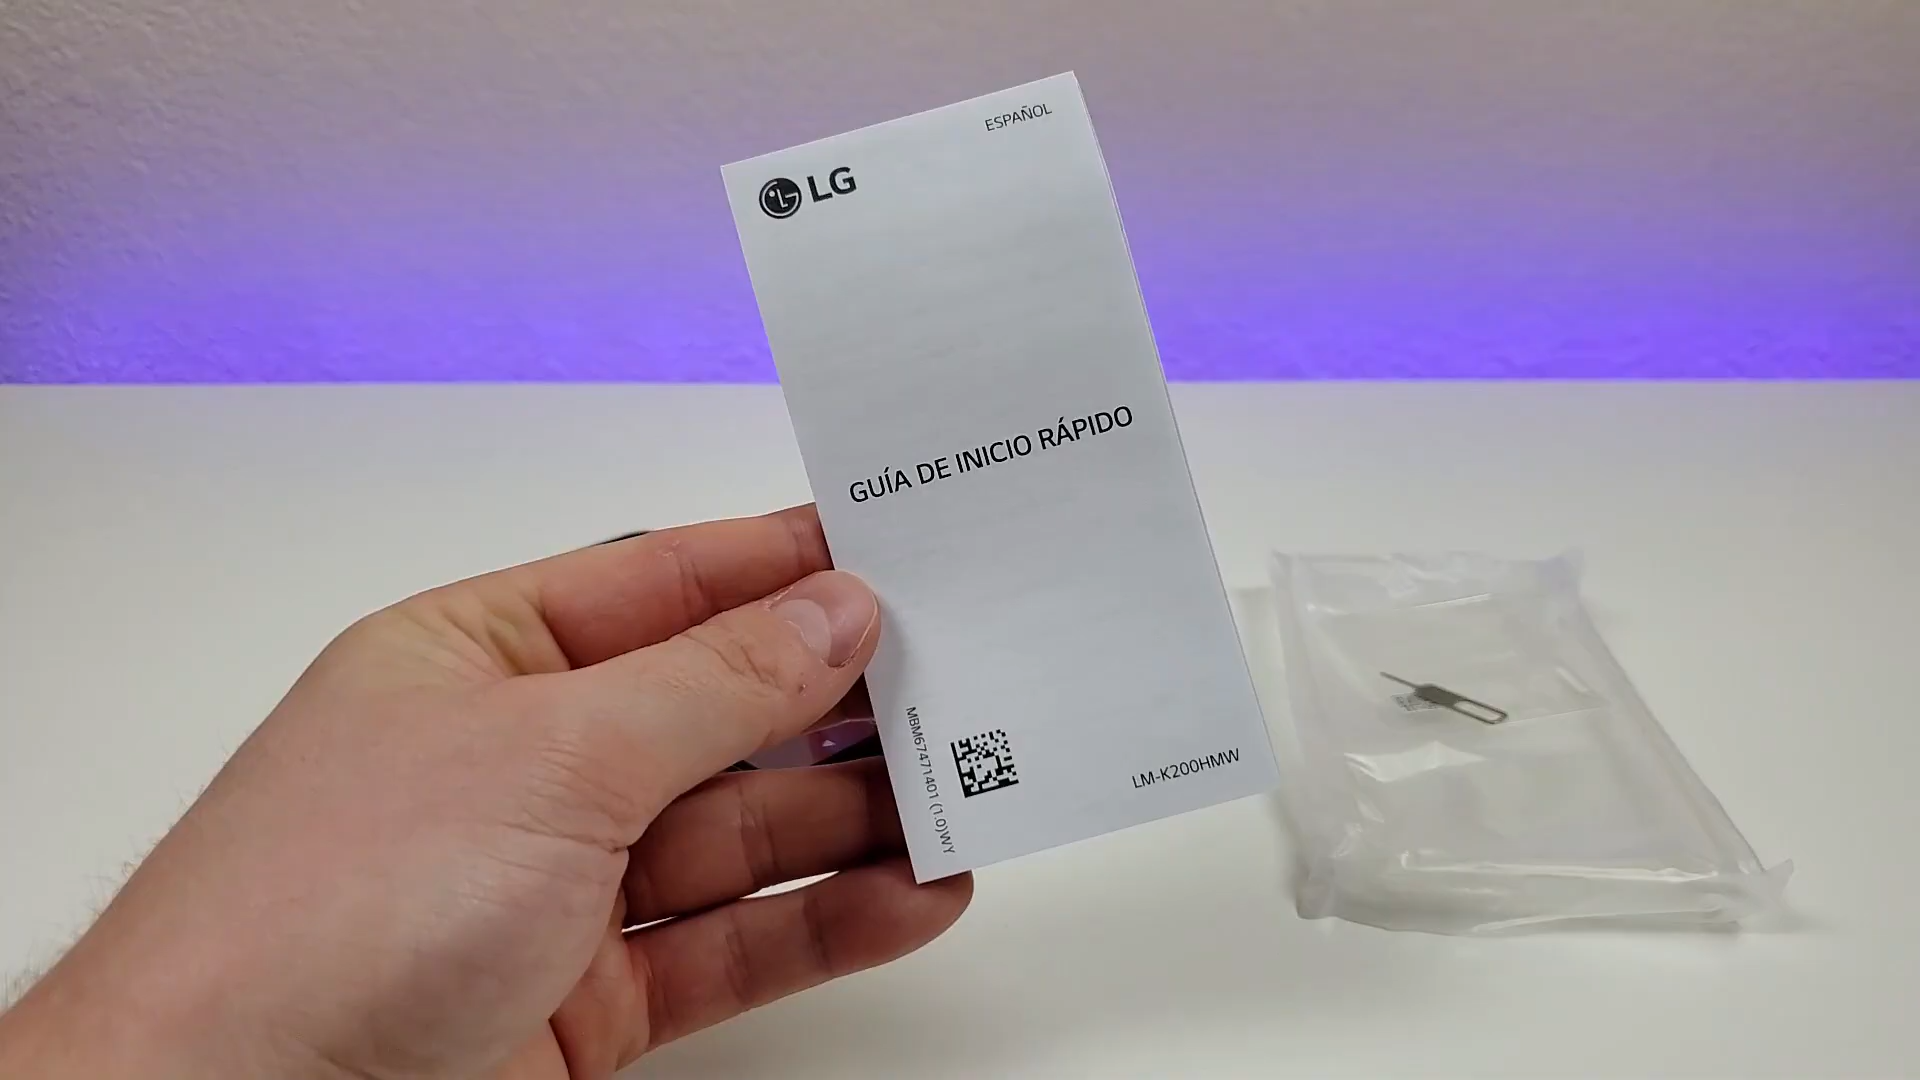 ESPAÑOL
LG
GUÍA DE INICIO RÁPIDO
MBM67471401 (1.0)WY
LM-K200HMW